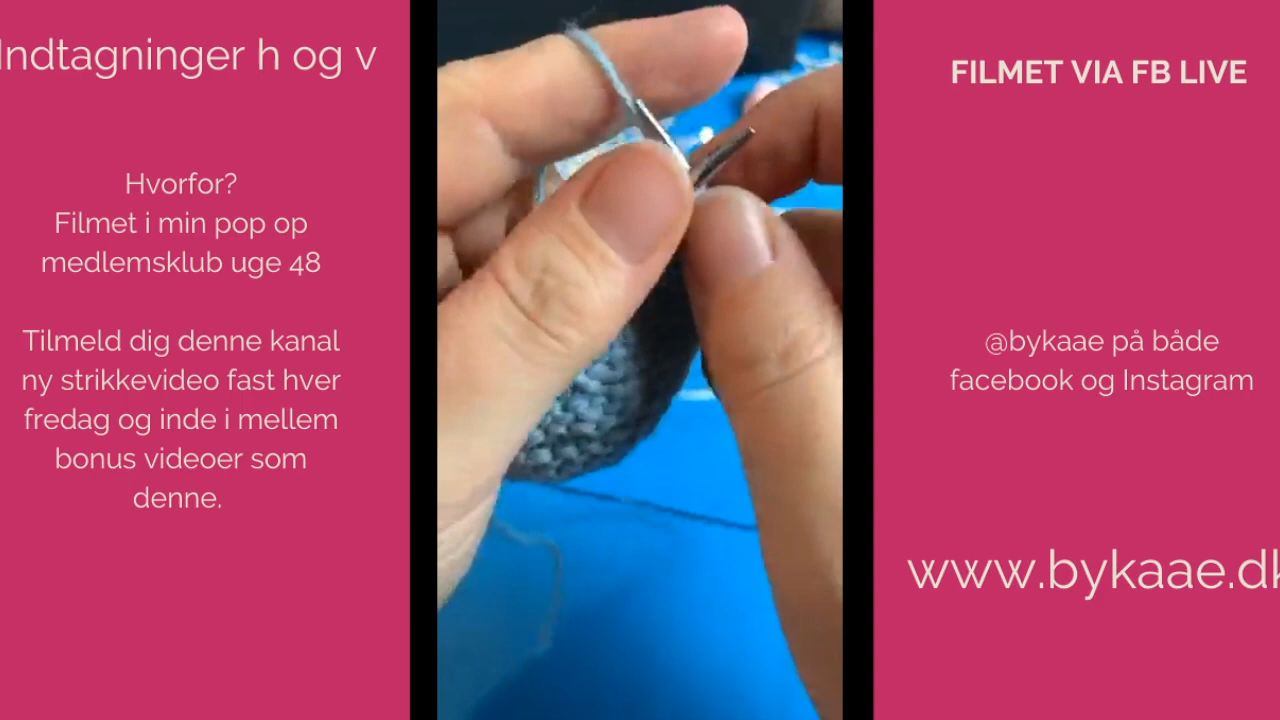 Indtagninger h og v
Hvorfor?
Filmet i min pop op
medlemsklub uge 48
Tilmeld dig denne kanal
ny strikkevideo fast hver
fredag og inde i mellem
bonus videoer som
denne.
FILMET VIA FB LIVE
@bykaae på både
facebook og Instagram
www.bykaae.dk